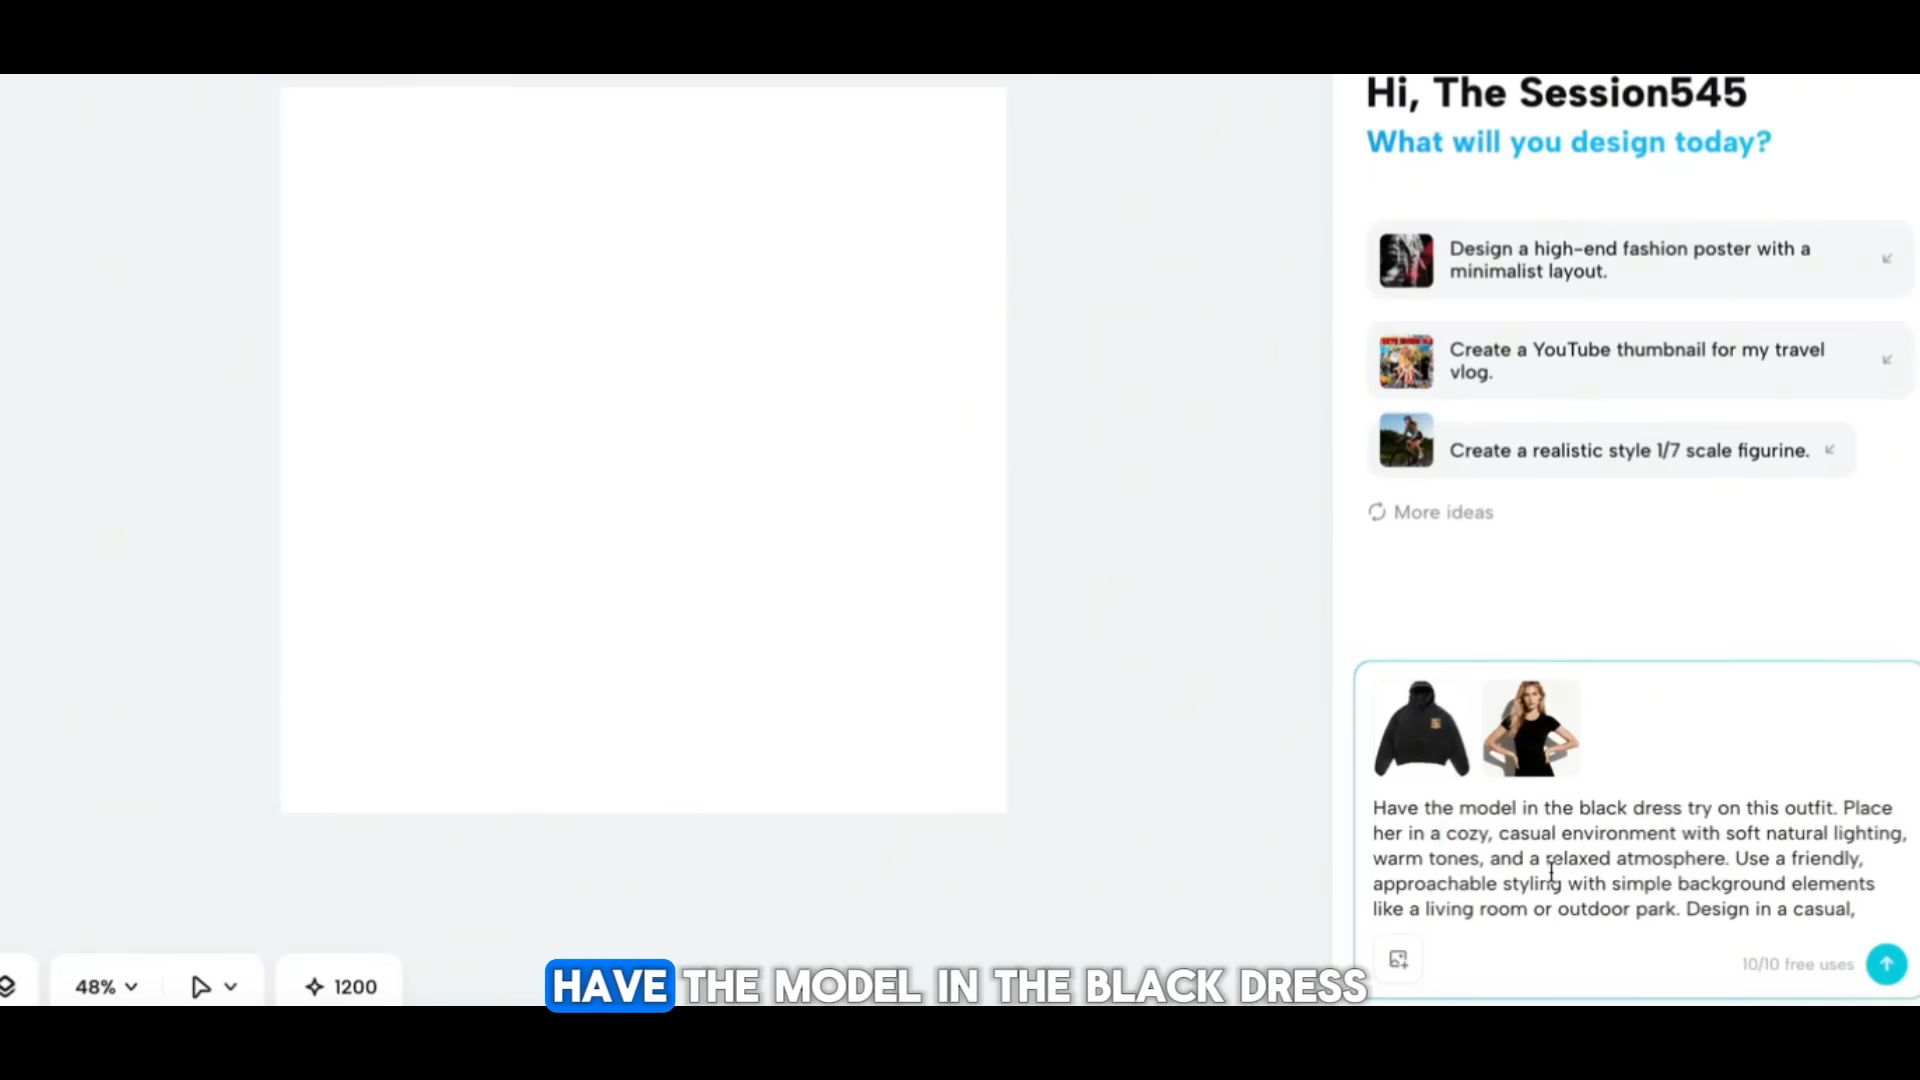 Hi, The Session545
What will you design today?
Design a high-end fashion poster with a
minimalist layout.
Create a YouTube thumbnail for my travel
vlog.
Create a realistic style 1/7 scale figurine.
More ideas
Have the model in the black dress try on this outfit. Place
her in a cozy, casual environment with soft natural lighting,
warm tones, and a relaxed atmosphere. Use a friendly,
approachable styling with simple background elements
like a living room or outdoor park. Design in a casual,
10/10 free uses
48%
1200
HAVE THE MODEL IN THE BLACK DRESS